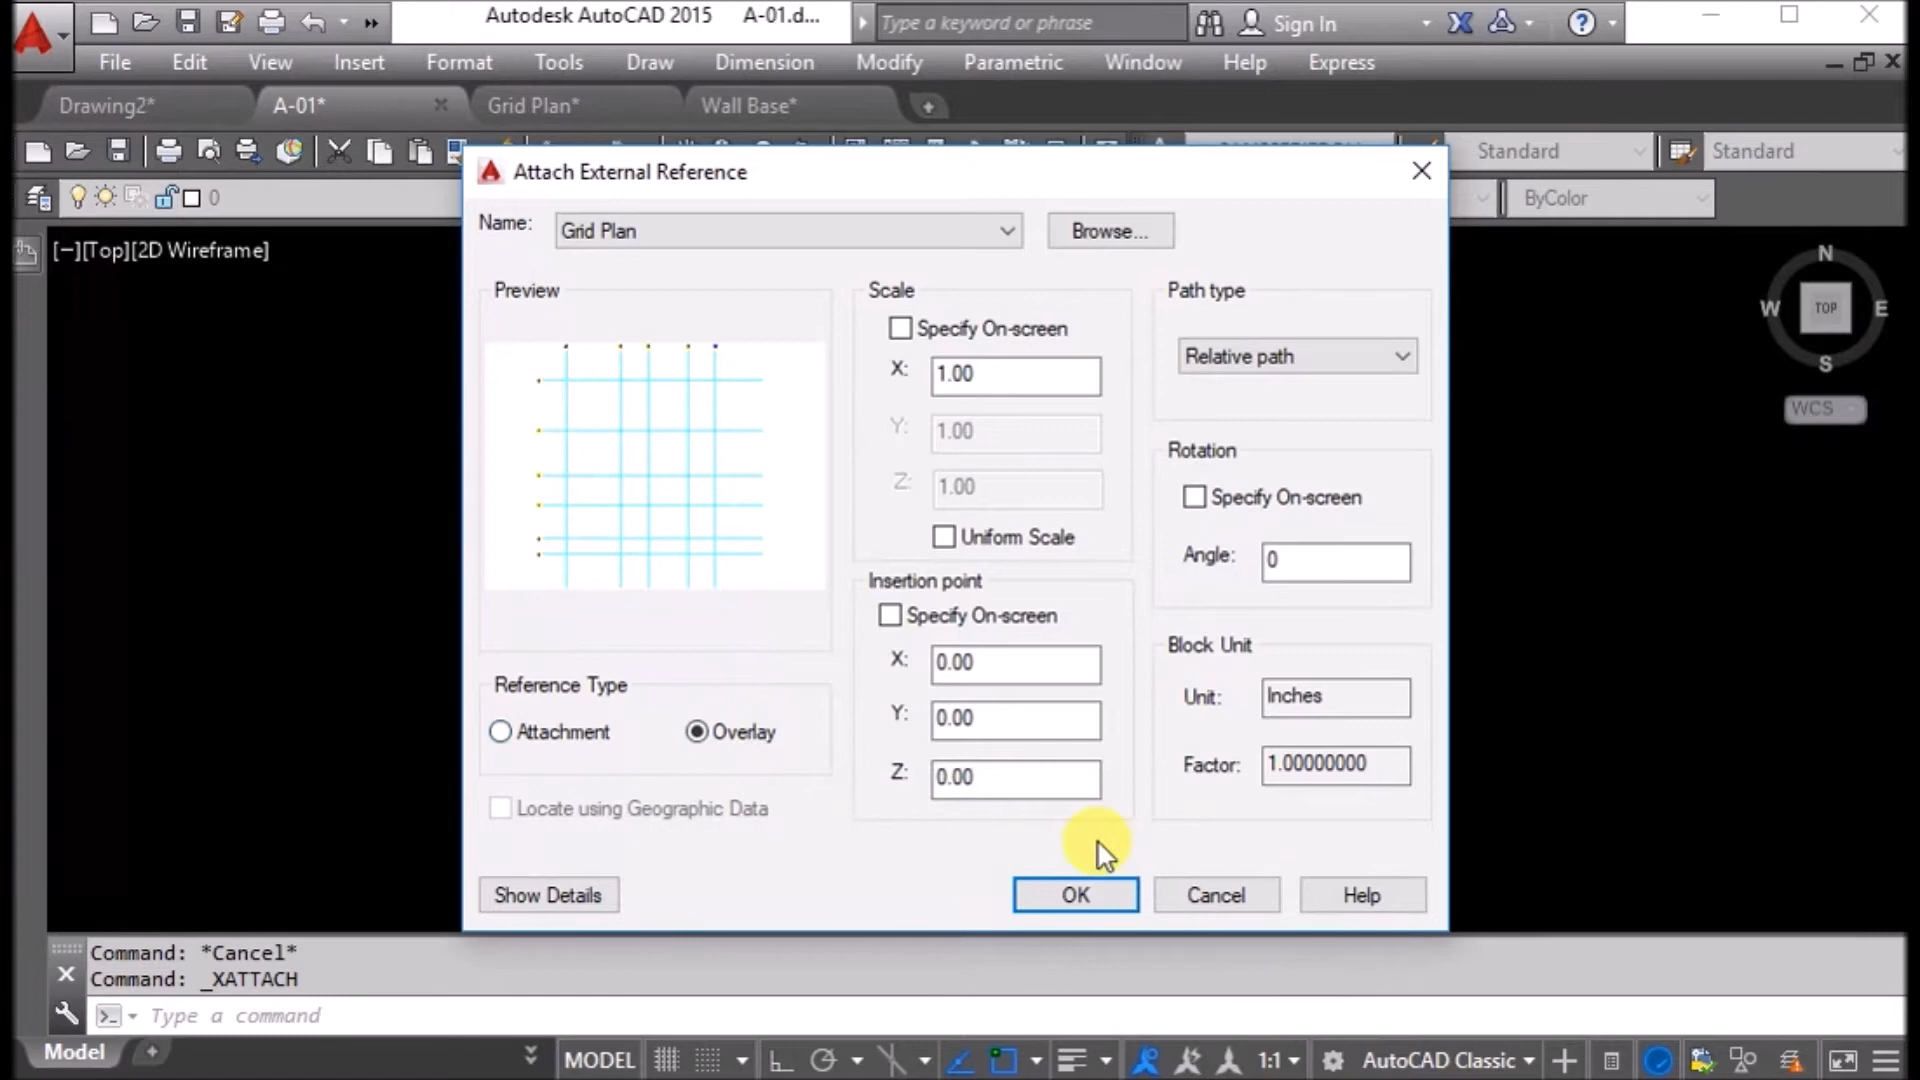 Autodesk AutoCAD 2015 A-01.d...
Type a keyword or phrase
Sign In
File Edit View Insert Format Tools Draw Dimension Modify Parametric Window Help Express
Drawing2* A-01* Grid Plan* Wall Base*
Standard Standard
0
ByColor
[−][Top][2D Wireframe]
N
W TOP E
S
WCS
Attach External Reference
Name: Grid Plan Browse...
Preview
Reference Type
Attachment Overlay
Locate using Geographic Data
Scale
Specify On-screen
X: 1.00
Y: 1.00
Z: 1.00
Uniform Scale
Insertion point
Specify On-screen
X: 0.00
Y: 0.00
Z: 0.00
Path type
Relative path
Rotation
Specify On-screen
Angle: 0
Block Unit
Unit: Inches
Factor: 1.00000000
Show Details OK Cancel Help
Command: *Cancel*
Command: _XATTACH
Type a command
Model
MODEL 1:1 AutoCAD Classic